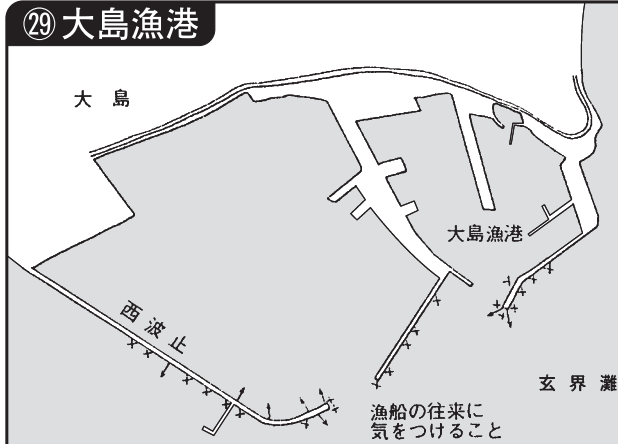 ㉙大島漁港
大島
大島漁港
西波止
玄界灘
漁船の往来に
気をつけること